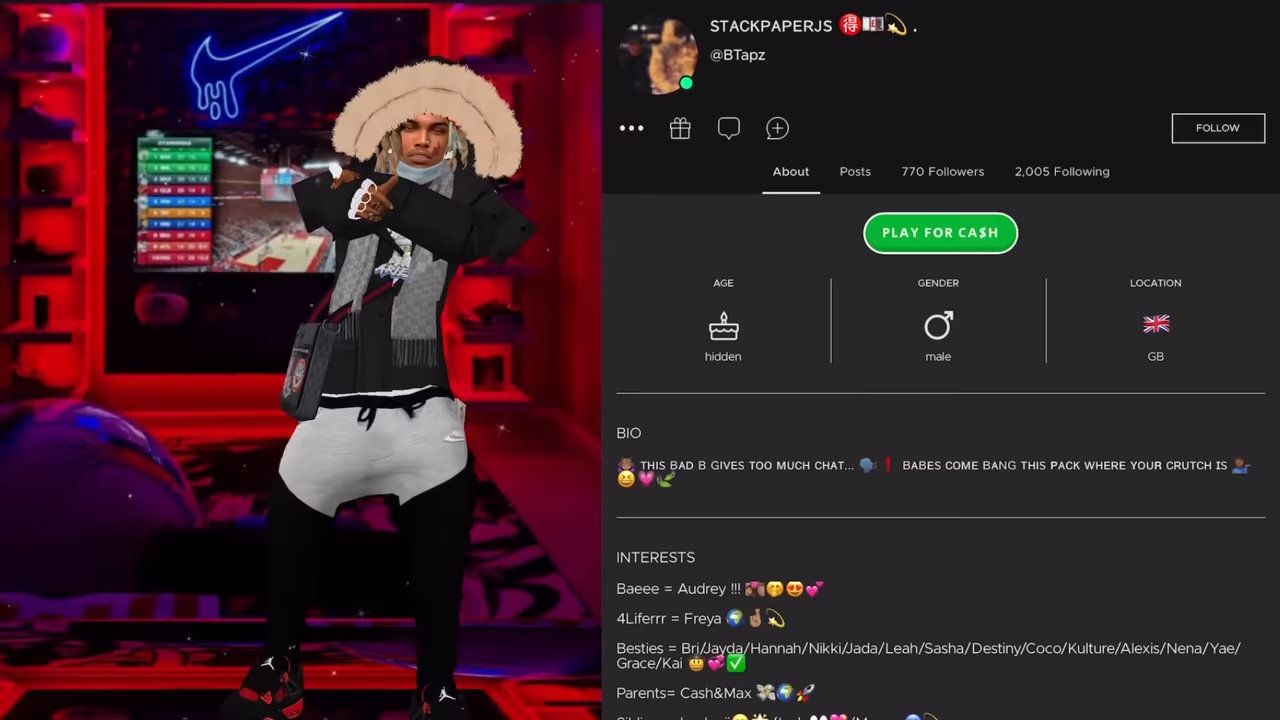 STACKPAPERJS 🉐💫 .
@BTapz
FOLLOW
About Posts 770 Followers 2,005 Following
PLAY FOR CA$H
AGE GENDER LOCATION
hidden male GB
BIO
THIS BAD B GIVES TOO MUCH CHAT... 🗣❗ BABES COME BANG THIS PACK WHERE YOUR CRUTCH IS
😆💗🌿
INTERESTS
Baeee = Audrey !!! 🤭😍💕
4Liferrr = Freya 🌍🤞🏽💫
Besties = Bri/Jayda/Hannah/Nikki/Jada/Leah/Sasha/Destiny/Coco/Kulture/Alexis/Nena/Yae/
Grace/Kai 💞✅
Parents= Cash&Max 💸🌍🚀